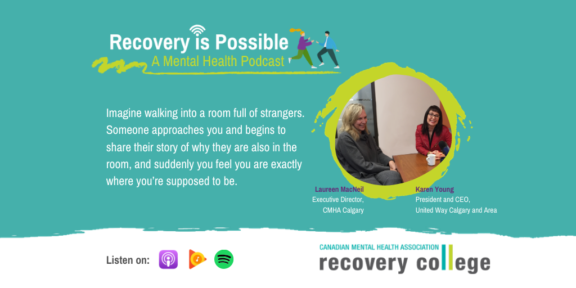 Recovery is Possible
A Mental Health Podcast
Imagine walking into a room full of strangers.
Someone approaches you and begins to
share their story of why they are also in the
room, and suddenly you feel you are exactly
where you're supposed to be.
Laureen MacNeil
Executive Director,
CMHA Calgary
Karen Young
President and CEO,
United Way Calgary and Area
Listen on:
CANADIAN MENTAL HEALTH ASSOCIATION
recovery college